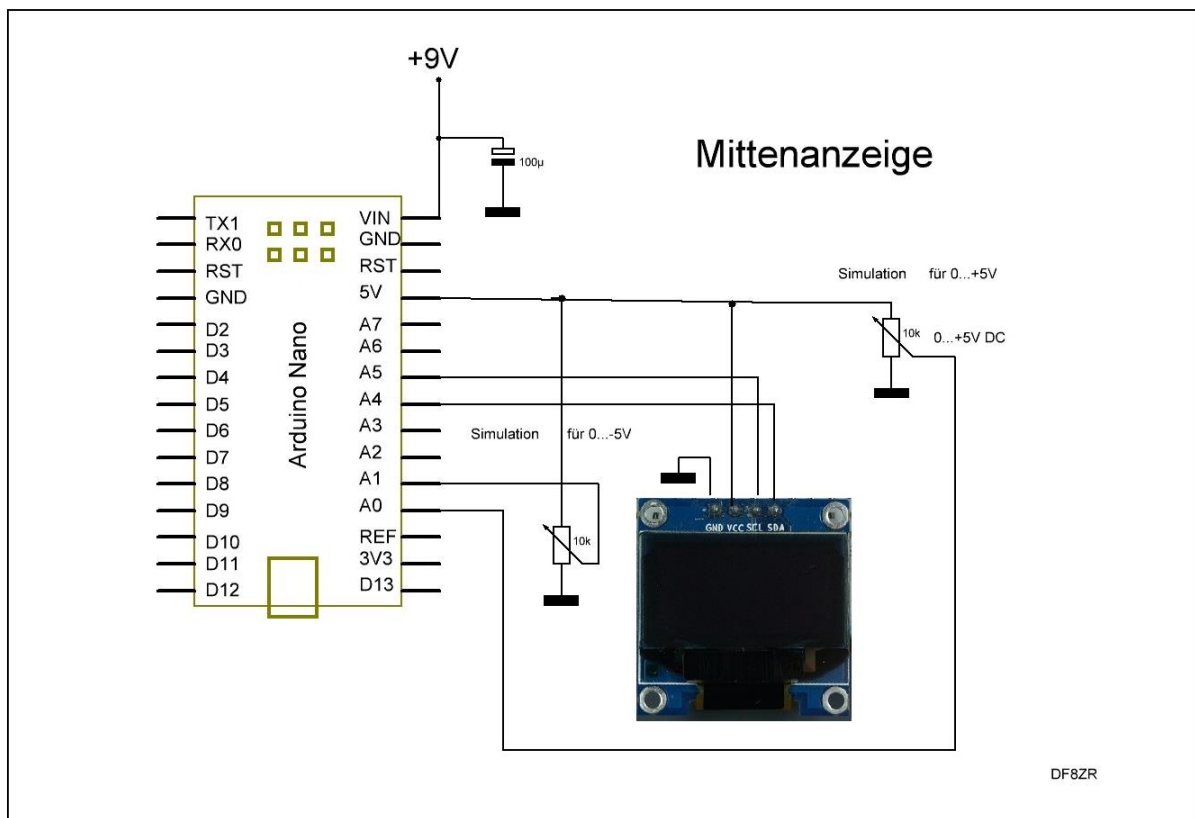 +9V
100µ
Mittenanzeige
TX1
RX0
RST
GND
D2
D3
D4
D5
D6
D7
D8
D9
D10
D11
D12
Arduino Nano
VIN
GND
RST
5V
A7
A6
A5
A4
A3
A2
A1
A0
REF
3V3
D13
Simulation für 0...+5V
10k
0...+5V DC
Simulation für 0...-5V
10k
GND VCC SCL SDA
DF8ZR